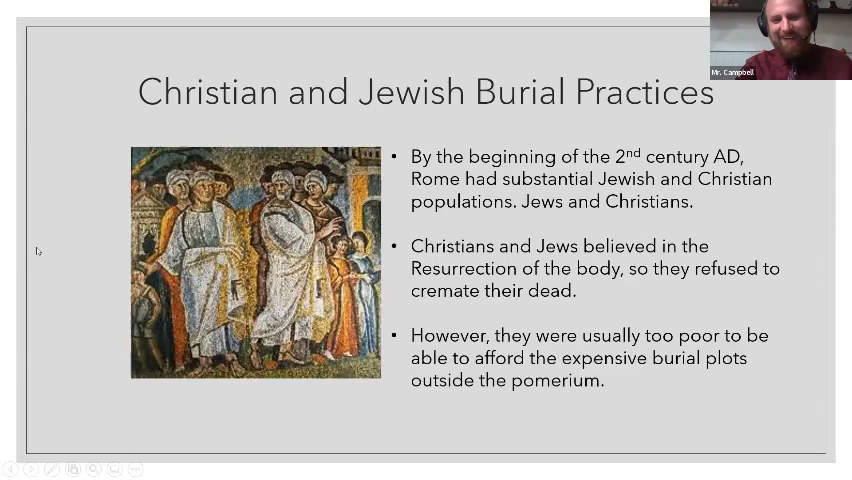 Mr. Campbell
Christian and Jewish Burial Practices
• By the beginning of the 2nd century AD,
Rome had substantial Jewish and Christian
populations. Jews and Christians.
• Christians and Jews believed in the
Resurrection of the body, so they refused to
cremate their dead.
• However, they were usually too poor to be
able to afford the expensive burial plots
outside the pomerium.